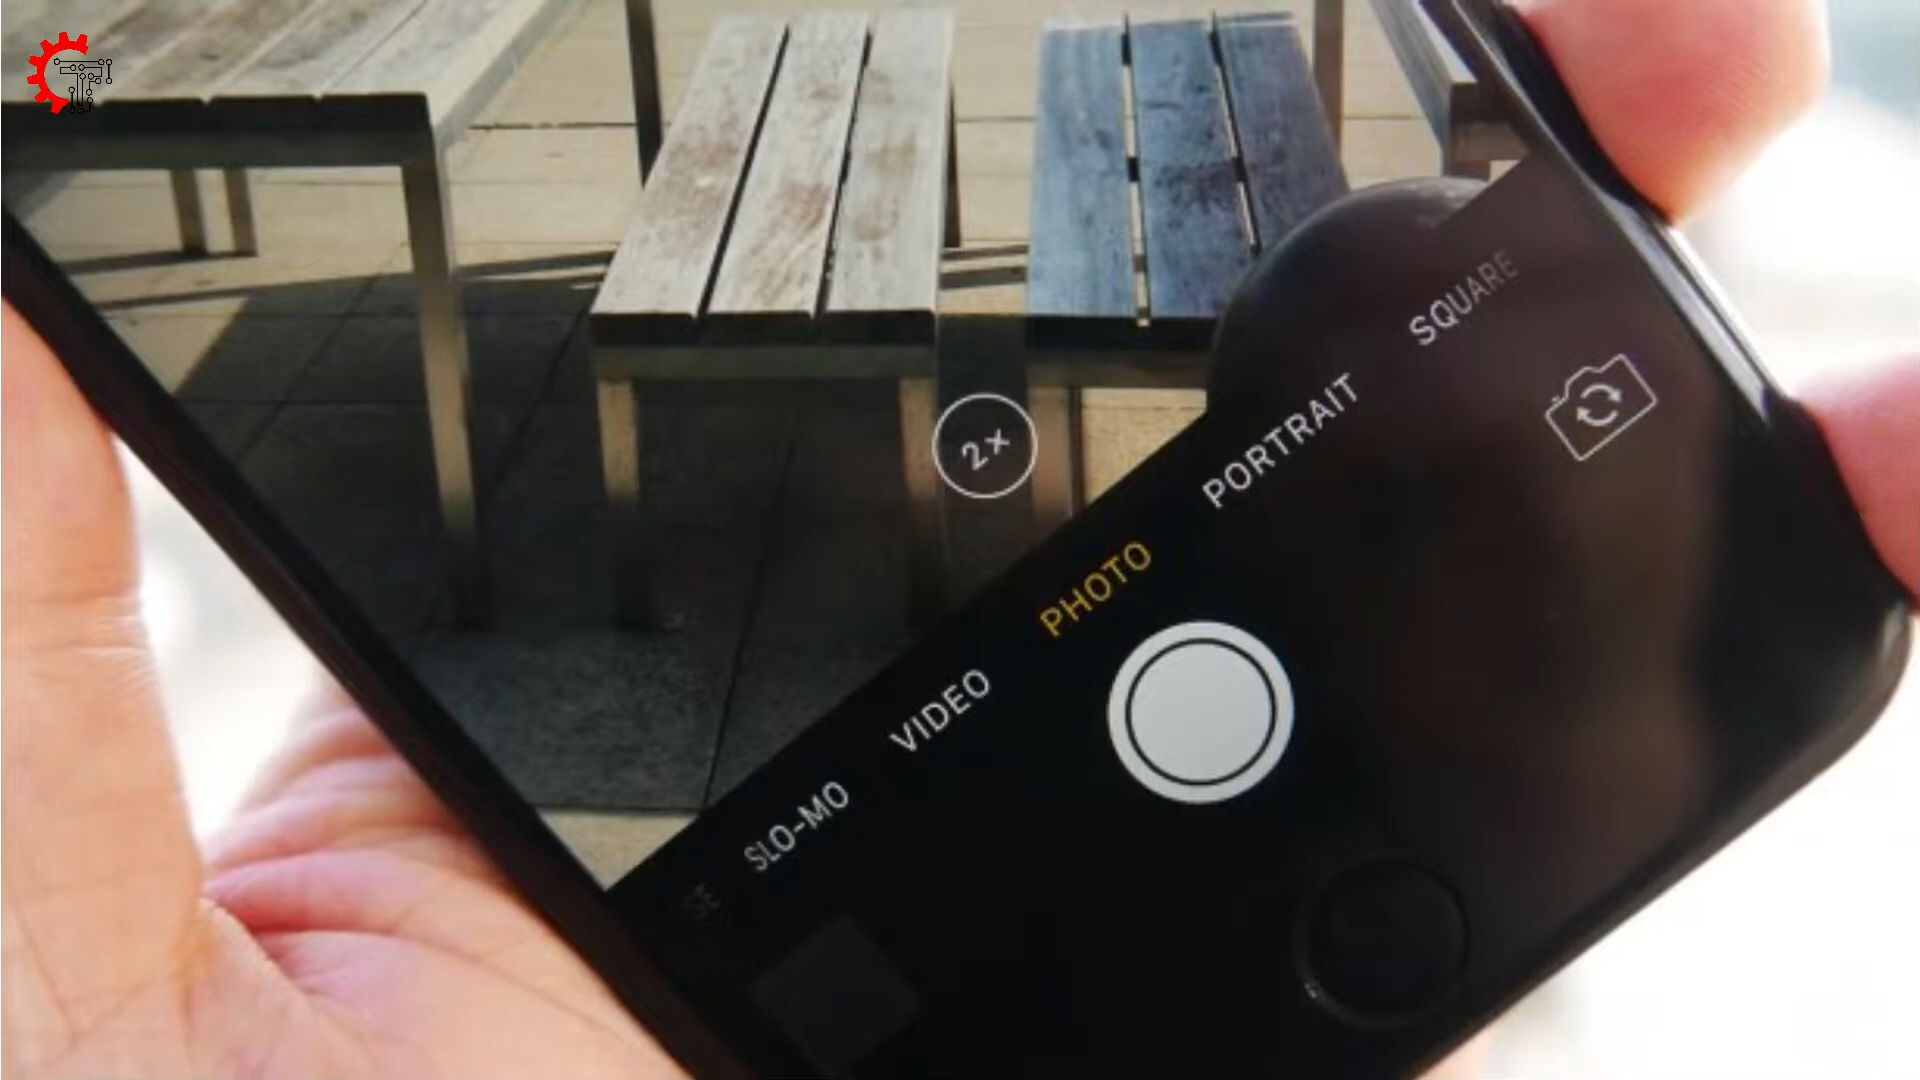 2×
SQUARE
PORTRAIT
PHOTO
VIDEO
SLO-MO